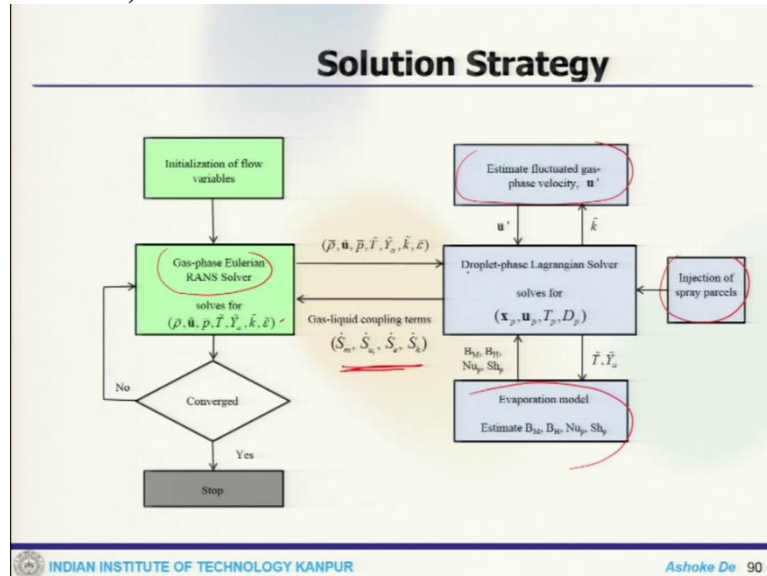 Solution Strategy
Initialization of flow
variables
Gas-phase Eulerian
RANS Solver
solves for
(ρ̄, ũ, p̄, T̃, Ỹα, k̃, ε̃)
No
Converged
Yes
Stop
(ρ̄, ũ, p̄, T̃, Ỹα, k̃, ε̃)
Gas-liquid coupling terms
(Ṡm, Ṡui, Ṡe, Ṡk)
Estimate fluctuated gas-
phase velocity, u'
u'
k̃
Droplet-phase Lagrangian Solver
solves for
(xp, up, Tp, Dp)
Injection of
spray parcels
BM, BH,
Nup, Shp
T̃, Ỹα
Evaporation model
Estimate BM, BH, Nup, Shp
INDIAN INSTITUTE OF TECHNOLOGY KANPUR
Ashoke De 90